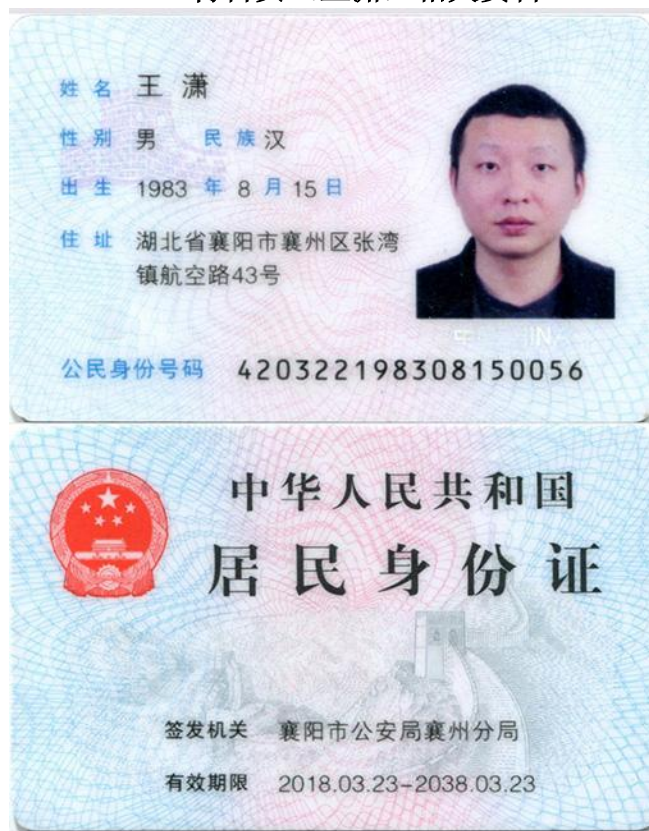 姓名 王潇
性别 男 民族 汉
出生 1983 年 8 月 15 日
住址 湖北省襄阳市襄州区张湾
镇航空路43号
公民身份号码 420322198308150056
中华人民共和国
居民身份证
签发机关 襄阳市公安局襄州分局
有效期限 2018.03.23-2038.03.23